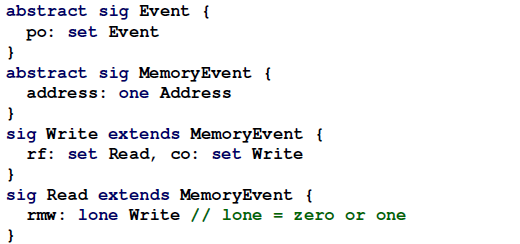 abstract sig Event {
  po: set Event
}
abstract sig MemoryEvent {
  address: one Address
}
sig Write extends MemoryEvent {
  rf: set Read, co: set Write
}
sig Read extends MemoryEvent {
  rmw: lone Write // lone = zero or one
}